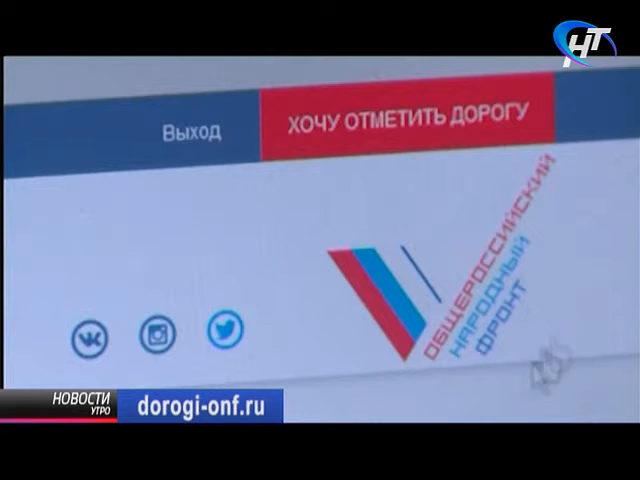 НТ
Выход
ХОЧУ ОТМЕТИТЬ ДОРОГУ
ОБЩЕРОССИЙСКИЙ
НАРОДНЫЙ
ФРОНТ
НОВОСТИ
УТРО
dorogi-onf.ru